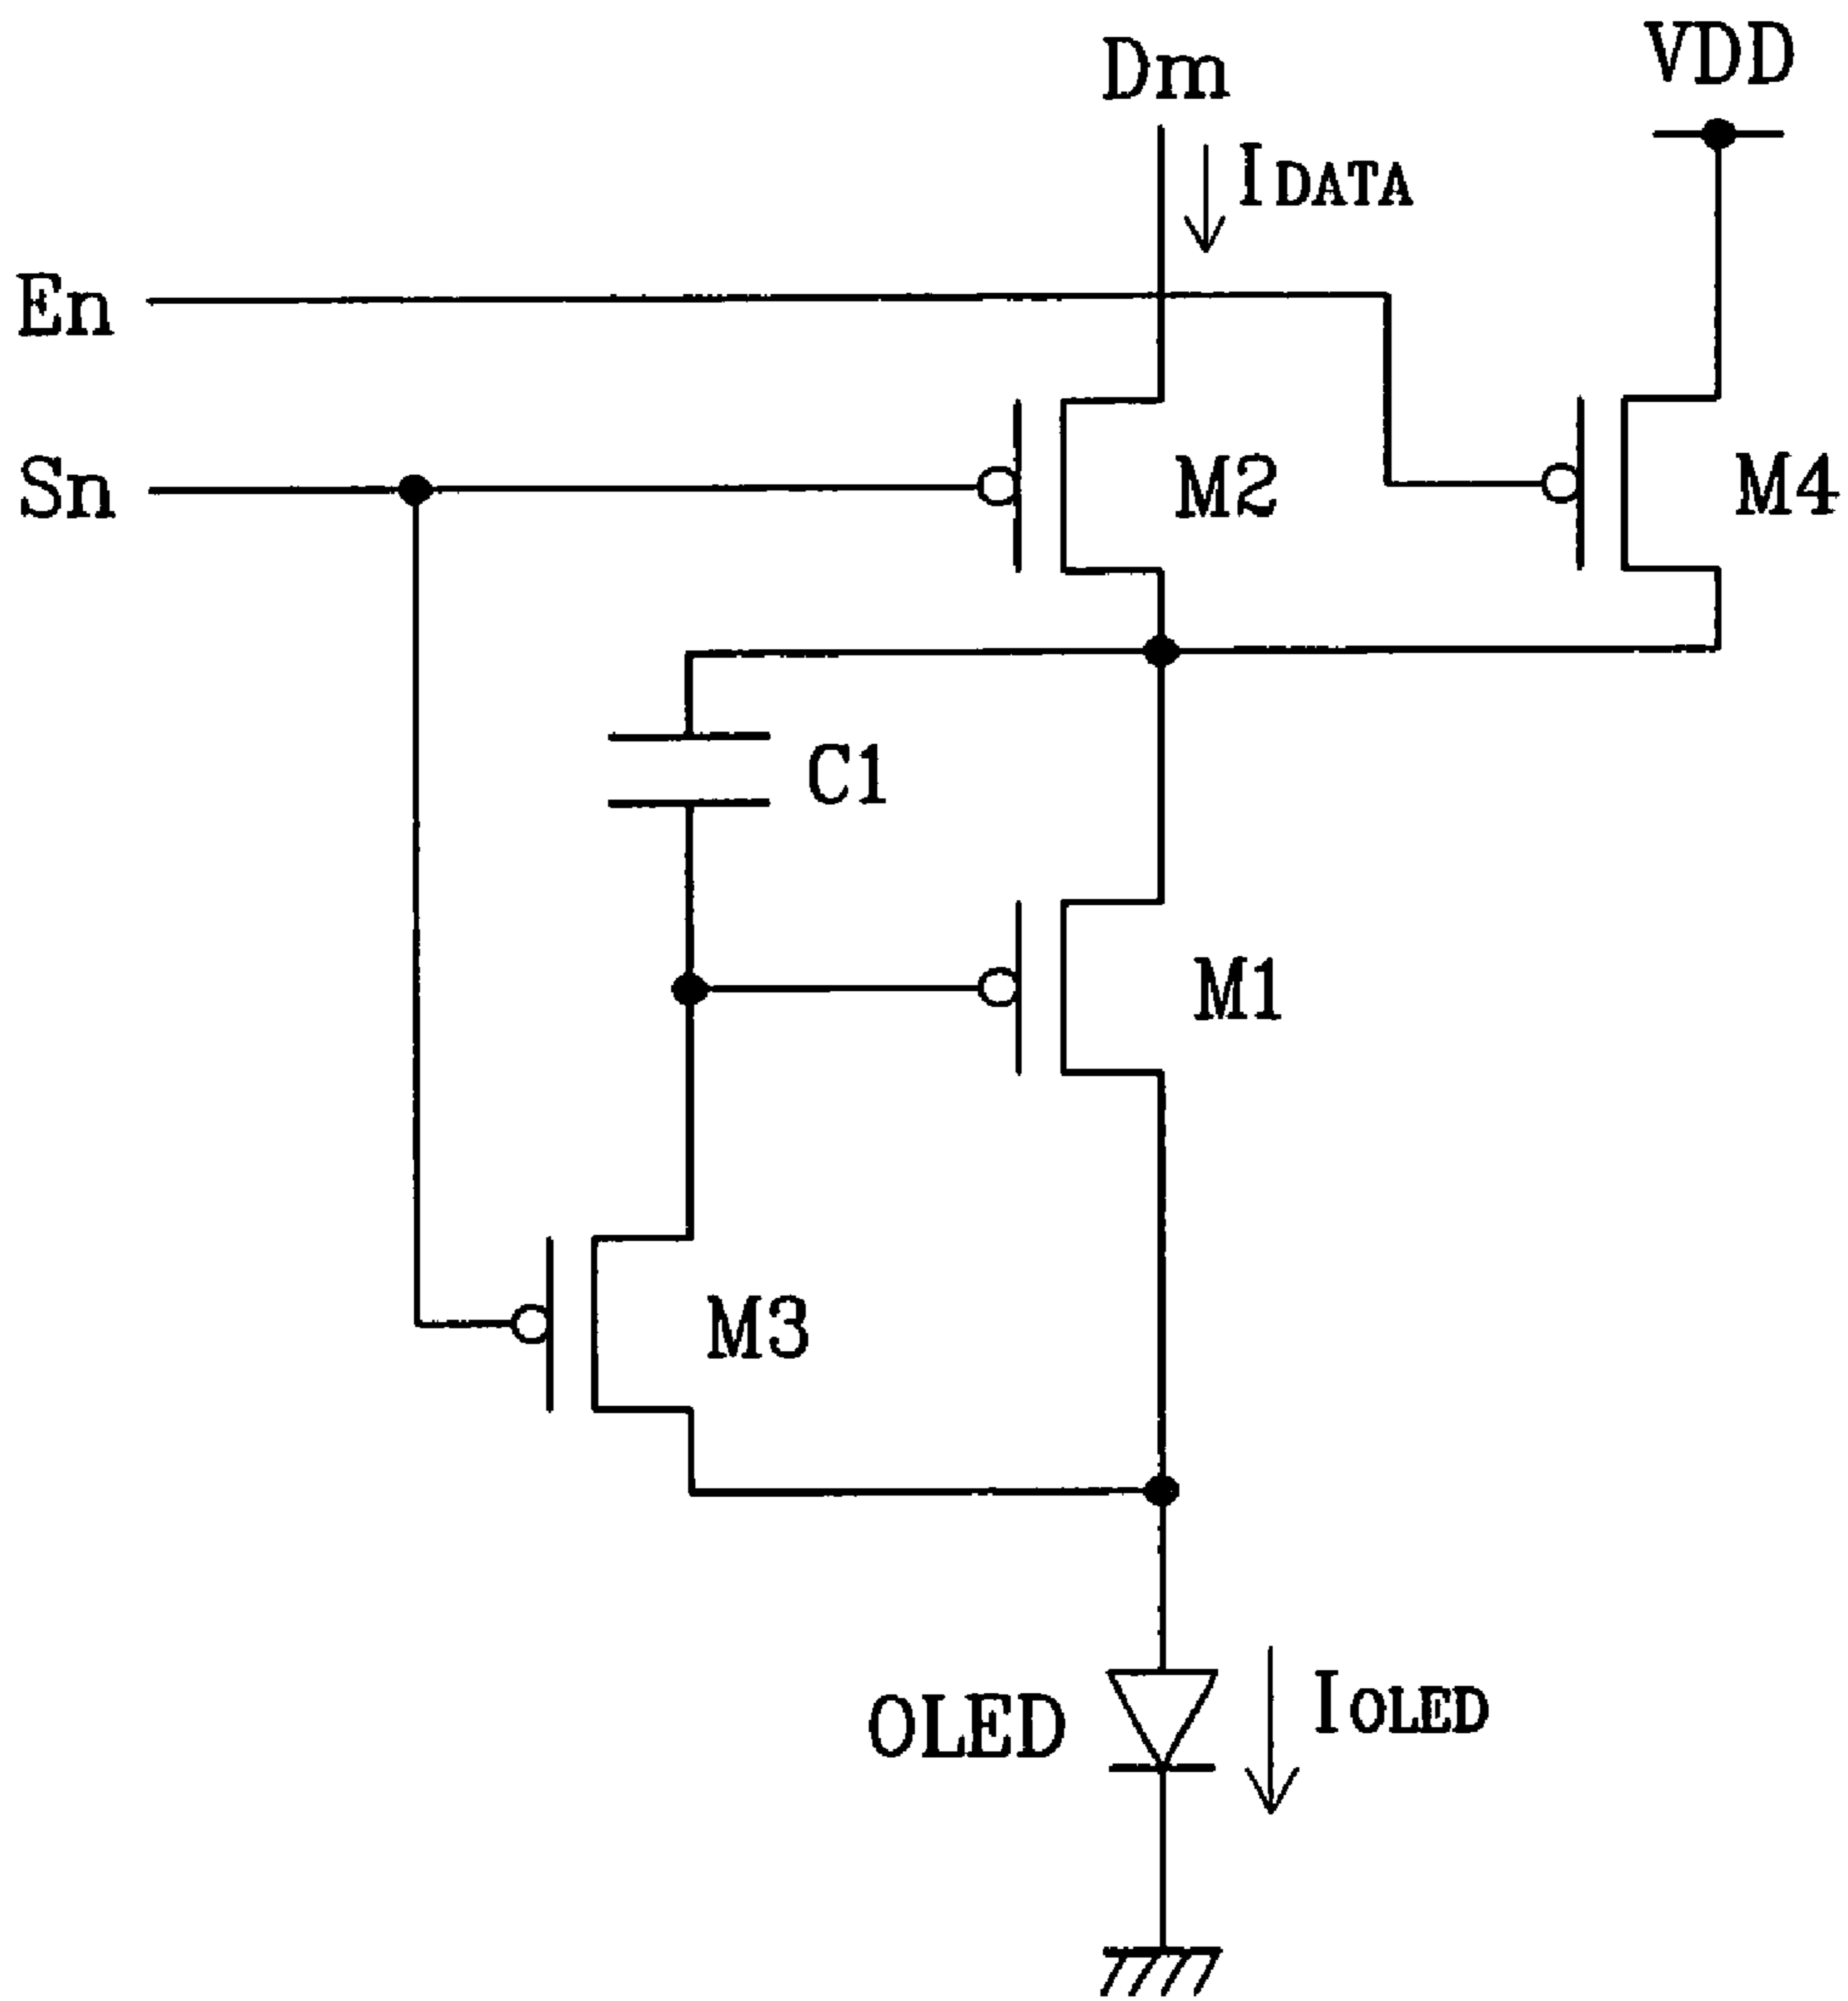 Dm
VDD
IDATA
En
Sn
M2
M4
C1
M1
M3
OLED
IOLED